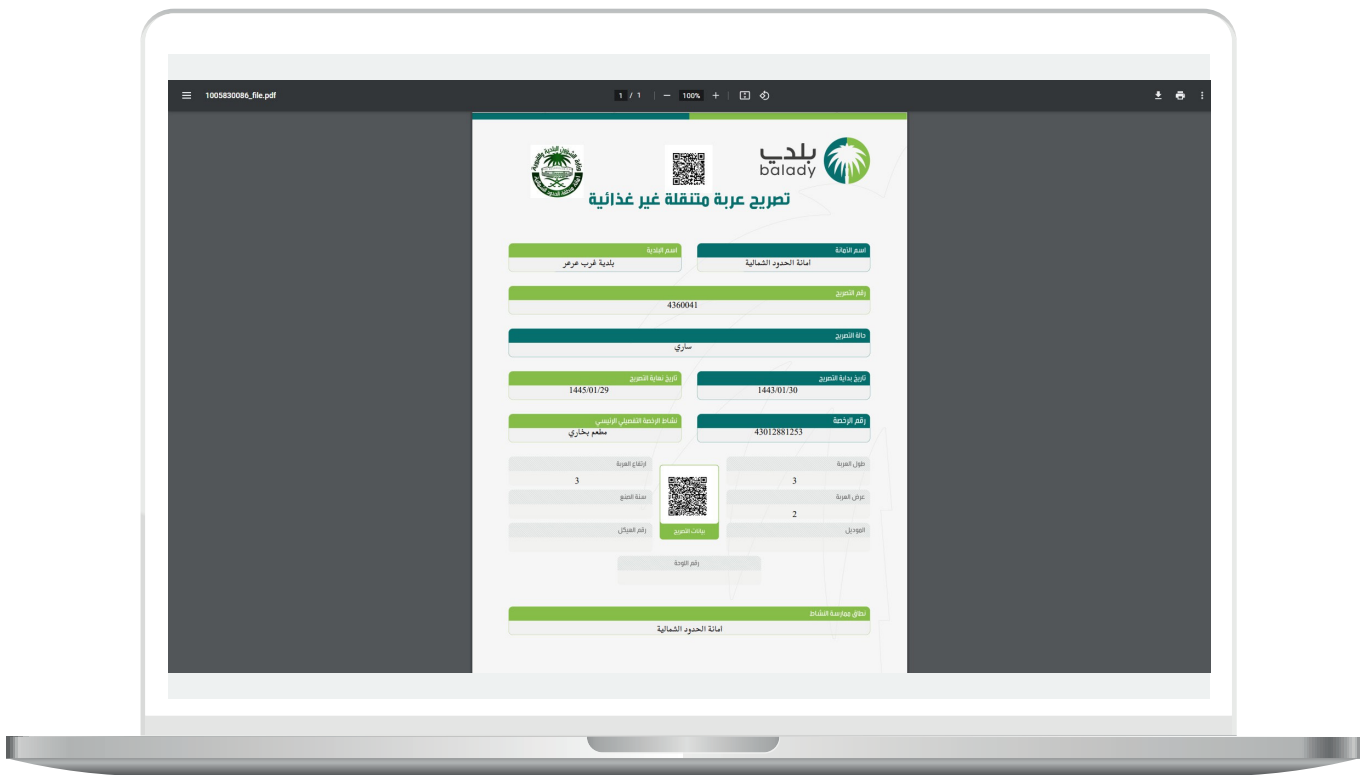 1005830086_file.pdf
1 / 1
100%
بلدي
balady
تصريح عربة متنقلة غير غذائية
اسم الأمانة
اسم البلدية
امانة الحدود الشمالية
بلدية غرب عرعر
رقم التصريح
4360041
حالة التصريح
ساري
تاريخ بداية التصريح
تاريخ نهاية التصريح
1443/01/30
1445/01/29
رقم الرخصة
نشاط الرخصة التفصيلي الرئيسي
43012881253
مطعم بخاري
طول العربة
ارتفاع العربة
3
3
عرض العربة
سنة الصنع
2
الموديل
بيانات التصريح
رقم الهيكل
رقم اللوحة
نطاق ممارسة النشاط
امانة الحدود الشمالية